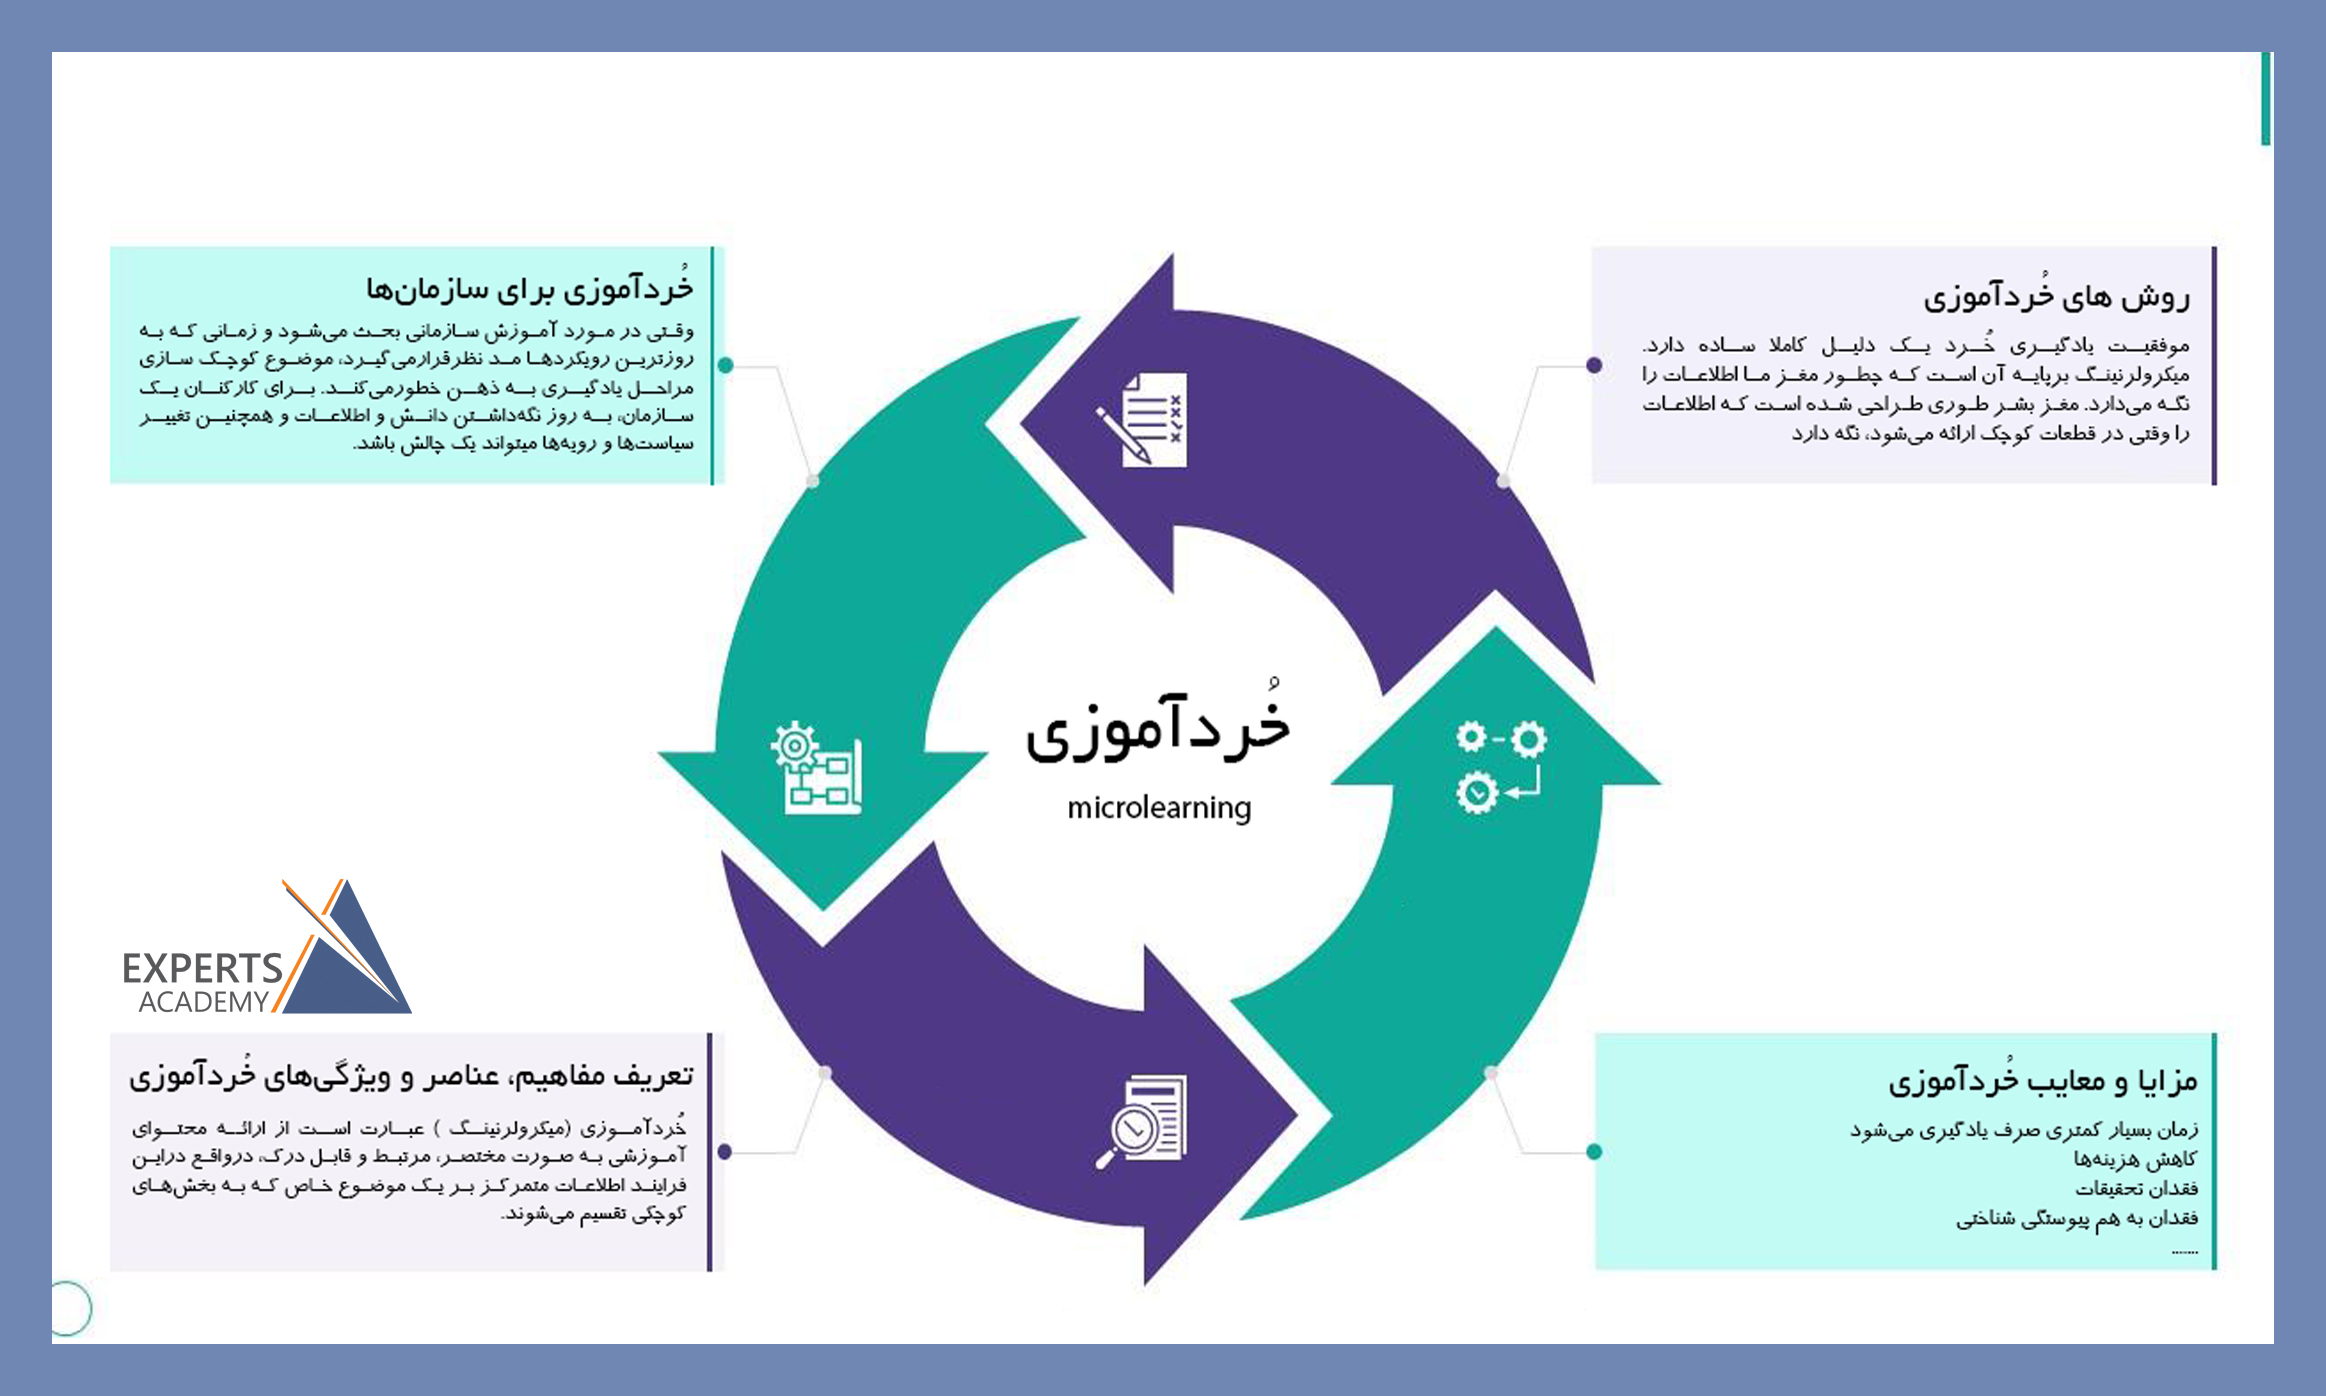 روش های خُردآموزی
موفقیت یادگیری خُرد یک دلیل کاملا ساده دارد.
میکرولرنینگ برپایه آن است که چطور مغز ما اطلاعات را
نگه می‌دارد. مغز بشر طوری طراحی شده است که اطلاعات
را وقتی در قطعات کوچک ارائه می‌شود، نگه دارد
خُردآموزی برای سازمان‌ها
وقتی در مورد آموزش سازمانی بحث می‌شود و زمانی که به
روزترین رویکردها مد نظرقرارمی‌گیرد، موضوع کوچک سازی
مراحل یادگیری به ذهن خطورمی‌کند. برای کارکنان یک
سازمان، به روز نگه‌داشتن دانش و اطلاعات و همچنین تغییر
سیاست‌ها و رویه‌ها میتواند یک چالش باشد.
خُردآموزی
microlearning
EXPERTS
ACADEMY
مزایا و معایب خُردآموزی
زمان بسیار کمتری صرف یادگیری می‌شود
کاهش هزینه‌ها
فقدان تحقیقات
فقدان به هم پیوستگی شناختی
.......
تعریف مفاهیم، عناصر و ویژگی‌های خُردآموزی
خُردآموزی (میکرولرنینگ ) عبارت است از ارائه محتوای
آموزشی به صورت مختصر، مرتبط و قابل درک، درواقع دراین
فرایند اطلاعات متمرکز بر یک موضوع خاص که به بخش‌های
کوچکی تقسیم می‌شوند.